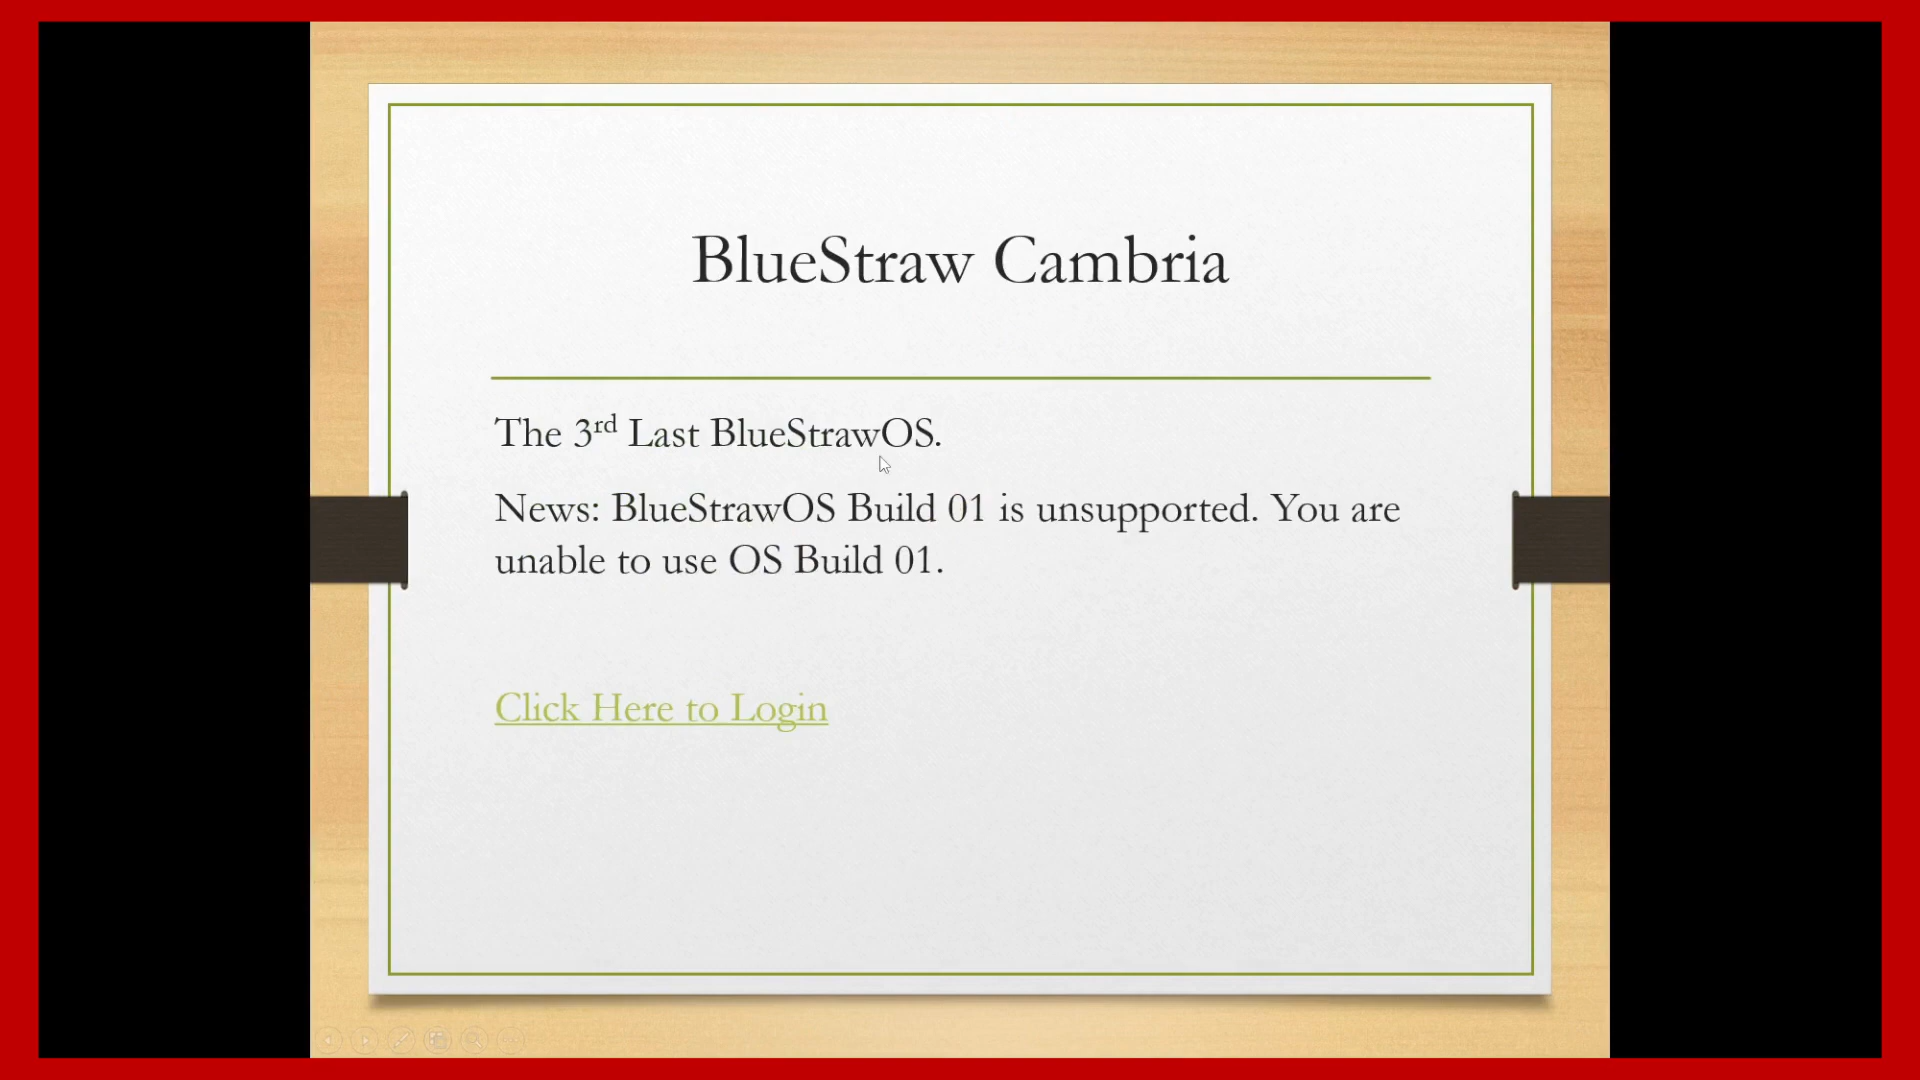 BlueStraw Cambria
The 3rd Last BlueStrawOS.
News: BlueStrawOS Build 01 is unsupported. You are
unable to use OS Build 01.
Click Here to Login